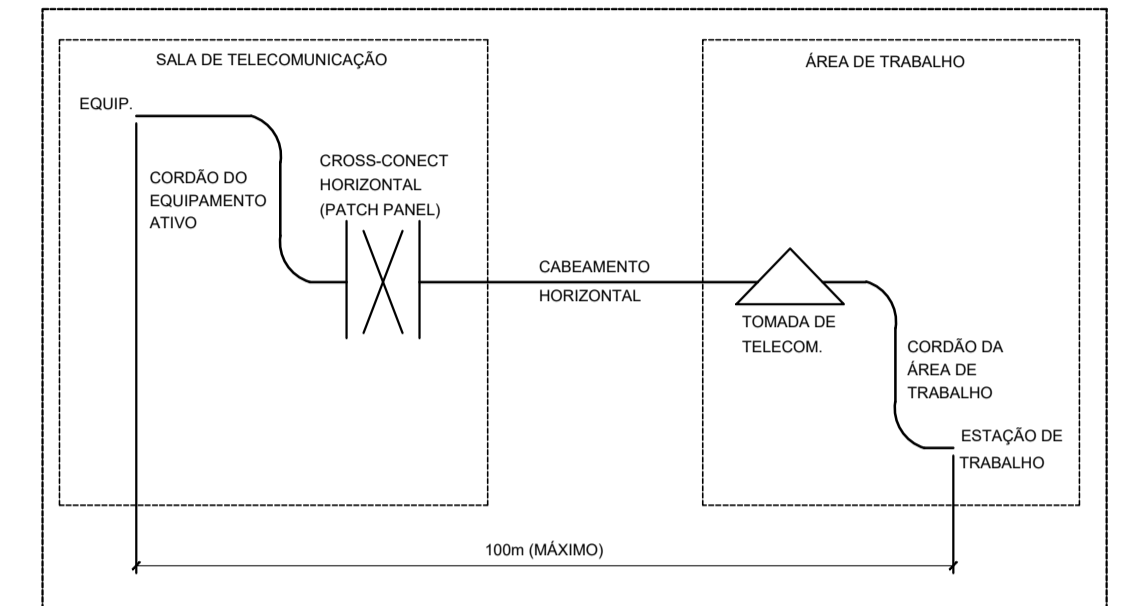 SALA DE TELECOMUNICAÇÃO
EQUIP.
CORDÃO DO
EQUIPAMENTO
ATIVO
CROSS-CONECT
HORIZONTAL
(PATCH PANEL)
CABEAMENTO
HORIZONTAL
ÁREA DE TRABALHO
TOMADA DE
TELECOM.
CORDÃO DA
ÁREA DE
TRABALHO
ESTAÇÃO DE
TRABALHO
100m (MÁXIMO)